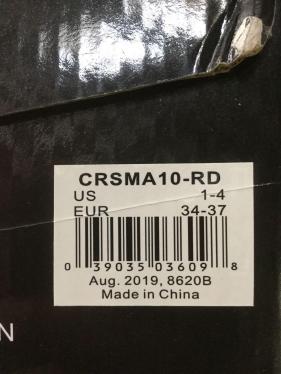 CRSMA10-RD
US 1-4
EUR 34-37
0 39035 03609 8
Aug. 2019, 8620B
Made in China
N